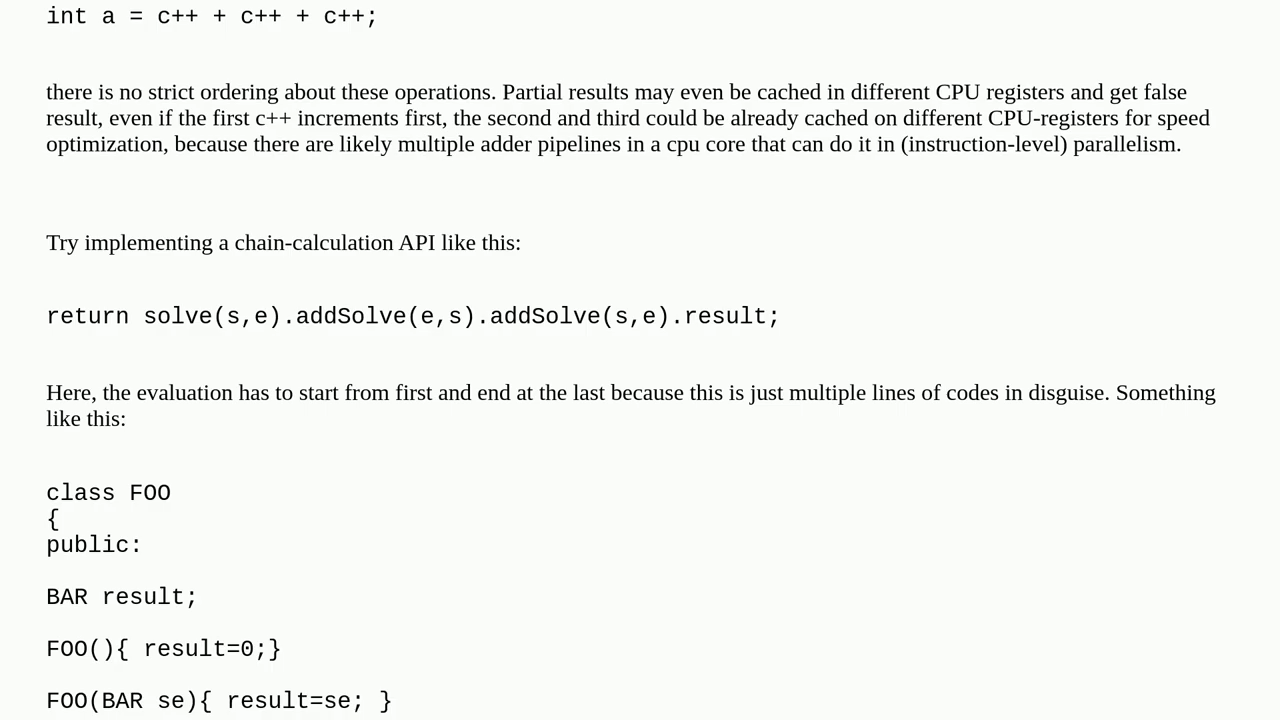 int a = c++ + c++ + c++;
there is no strict ordering about these operations. Partial results may even be cached in different CPU registers and get false
result, even if the first c++ increments first, the second and third could be already cached on different CPU-registers for speed
optimization, because there are likely multiple adder pipelines in a cpu core that can do it in (instruction-level) parallelism.
Try implementing a chain-calculation API like this:
return solve(s,e).addSolve(e,s).addSolve(s,e).result;
Here, the evaluation has to start from first and end at the last because this is just multiple lines of codes in disguise. Something
like this:
class FOO
{
public:
BAR result;
FOO(){ result=0;}
FOO(BAR se){ result=se; }